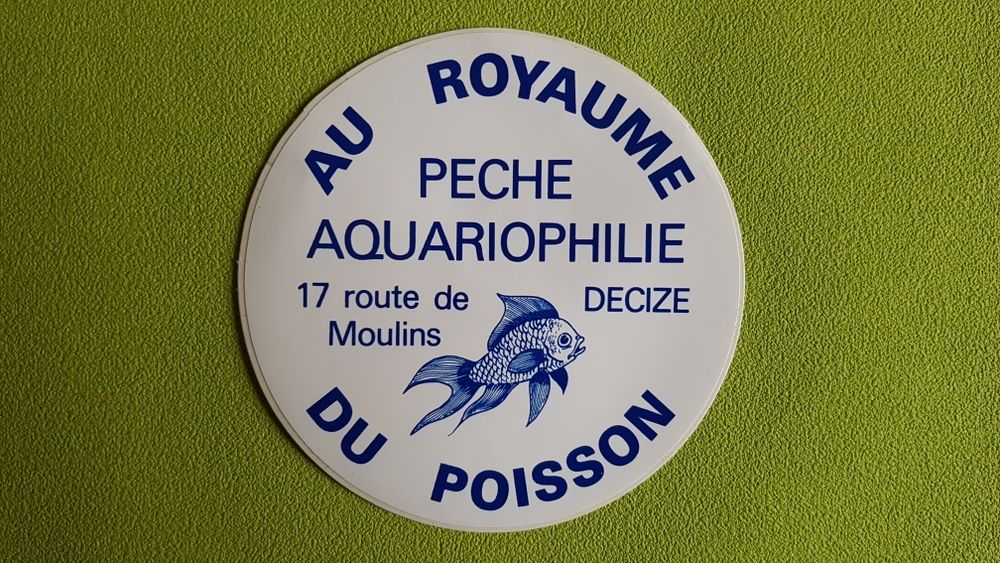 AU ROYAUME
PECHE
AQUARIOPHILIE
17 route de
Moulins
DECIZE
DU POISSON